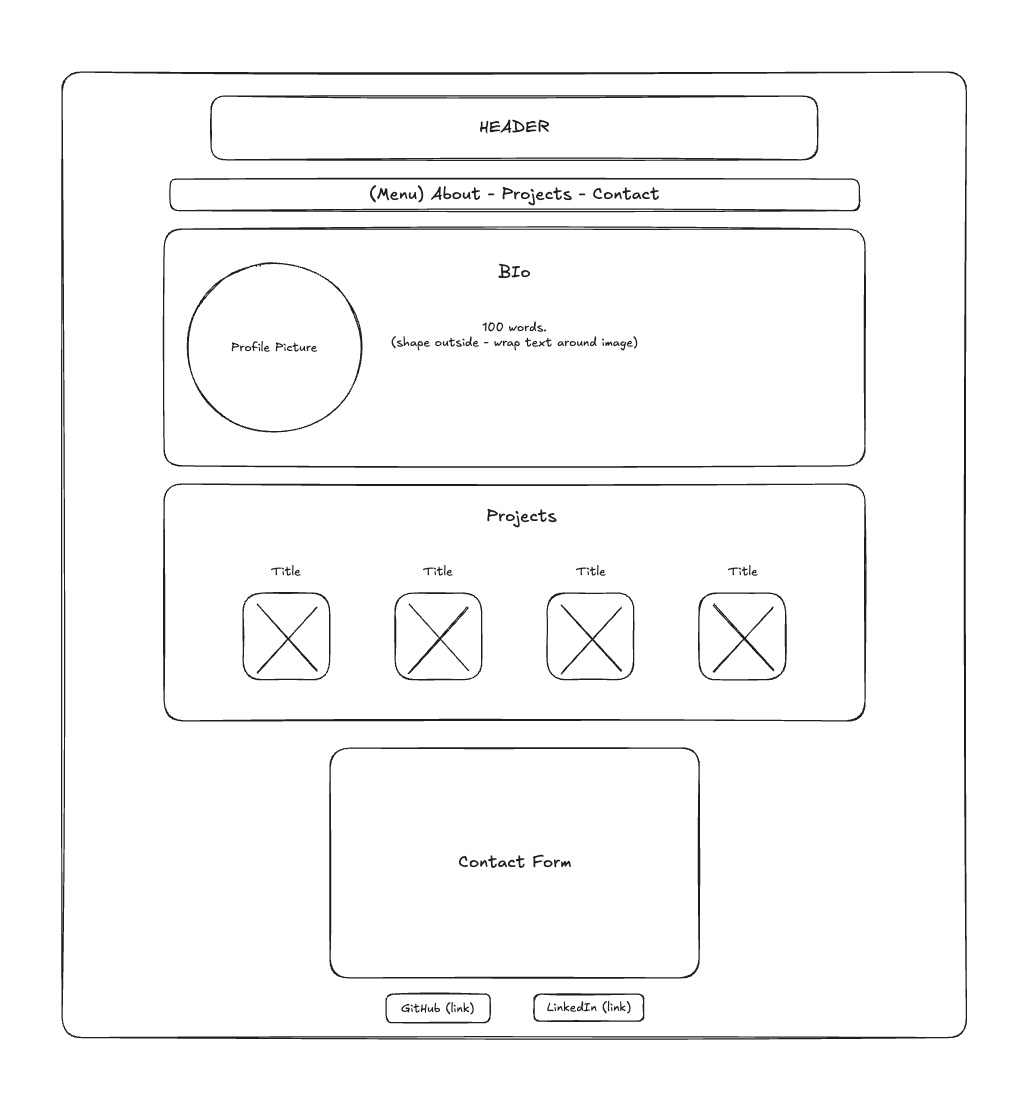 HEADER
(Menu) About - Projects - Contact
BIo
Profile Picture
100 words.
(shape outside - wrap text around image)
Projects
Title
Title
Title
Title
Contact Form
GitHub (link)
LinkedIn (link)